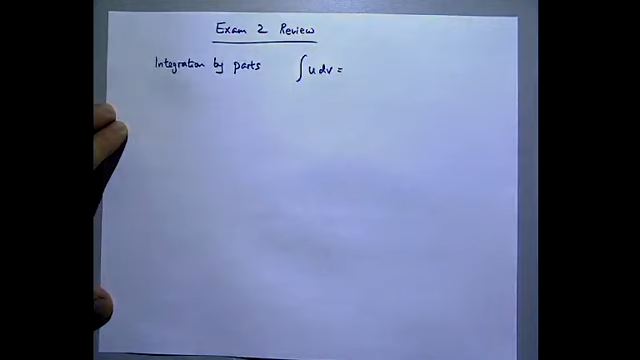 Exam 2 Review
Integration by parts ∫ u dv =